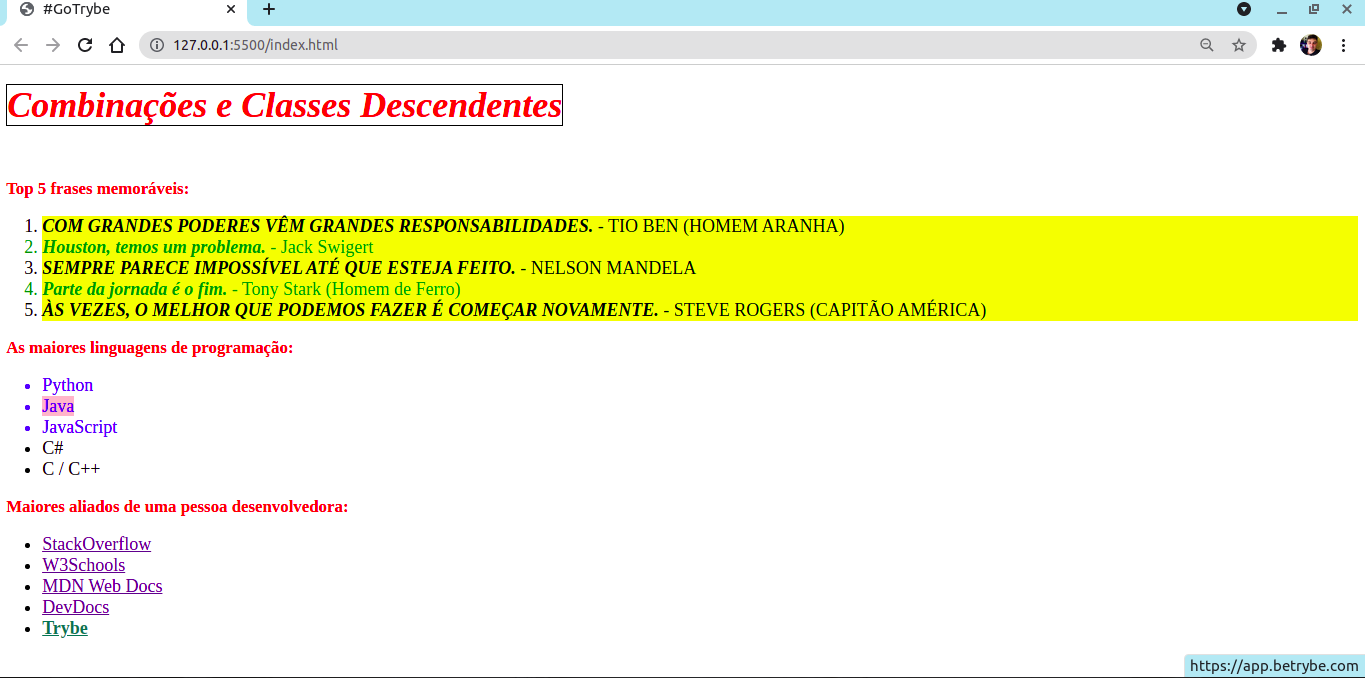 #GoTrybe
127.0.0.1:5500/index.html
Combinações e Classes Descendentes
Top 5 frases memoráveis:
1. COM GRANDES PODERES VÊM GRANDES RESPONSABILIDADES. - TIO BEN (HOMEM ARANHA)
2. Houston, temos um problema. - Jack Swigert
3. SEMPRE PARECE IMPOSSÍVEL ATÉ QUE ESTEJA FEITO. - NELSON MANDELA
4. Parte da jornada é o fim. - Tony Stark (Homem de Ferro)
5. ÀS VEZES, O MELHOR QUE PODEMOS FAZER É COMEÇAR NOVAMENTE. - STEVE ROGERS (CAPITÃO AMÉRICA)
As maiores linguagens de programação:
• Python
• Java
• JavaScript
• C#
• C / C++
Maiores aliados de uma pessoa desenvolvedora:
• StackOverflow
• W3Schools
• MDN Web Docs
• DevDocs
• Trybe
https://app.betrybe.com